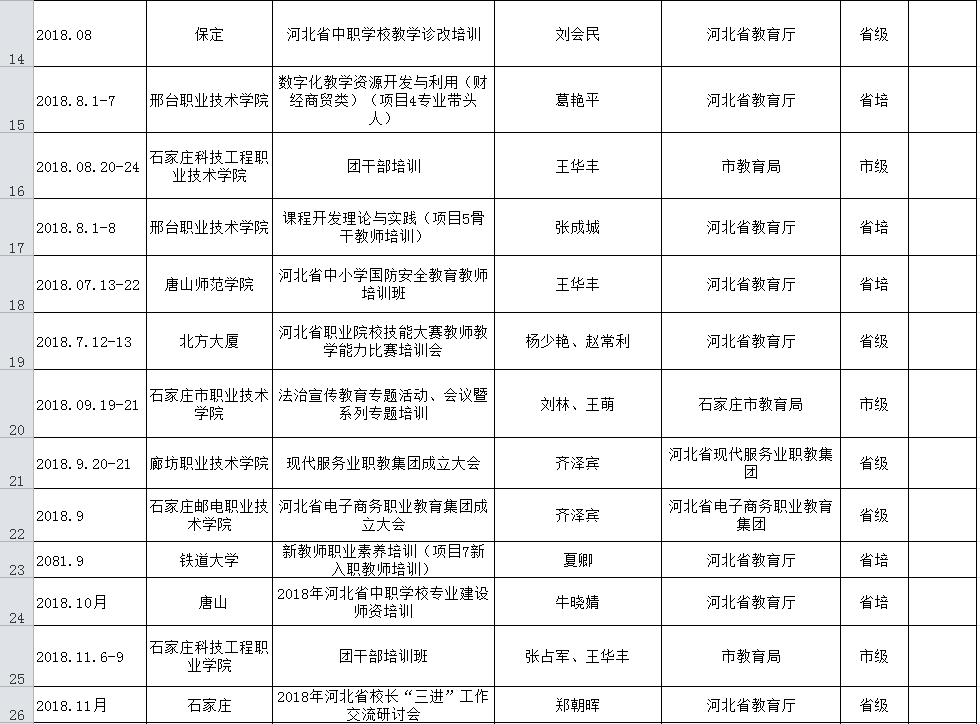 14 2018.08 保定 河北省中职学校教学诊改培训 刘会民 河北省教育厅 省级
15 2018.8.1-7 邢台职业技术学院 数字化教学资源开发与利用（财
经商贸类）（项目4专业带头
人） 葛艳平 河北省教育厅 省培
16 2018.08.20-24 石家庄科技工程职
业技术学院 团干部培训 王华丰 市教育局 市级
17 2018.8.1-8 邢台职业技术学院 课程开发理论与实践（项目5骨
干教师培训） 张成城 河北省教育厅 省培
18 2018.07.13-22 唐山师范学院 河北省中小学国防安全教育教师
培训班 王华丰 河北省教育厅 省培
19 2018.7.12-13 北方大厦 河北省职业院校技能大赛教师教
学能力比赛培训会 杨少艳、赵常利 河北省教育厅 省级
20 2018.09.19-21 石家庄市职业技术
学院 法治宣传教育专题活动、会议暨
系列专题培训 刘林、王萌 石家庄市教育局 市级
21 2018.9.20-21 廊坊职业技术学院 现代服务业职教集团成立大会 齐泽宾 河北省现代服务业职教集
团 省级
22 2018.9 石家庄邮电职业技
术学院 河北省电子商务职业教育集团成
立大会 齐泽宾 河北省电子商务职业教育
集团 省级
23 2081.9 铁道大学 新教师职业素养培训（项目7新
入职教师培训） 夏卿 河北省教育厅 省培
24 2018.10月 唐山 2018年河北省中职学校专业建设
师资培训 牛晓婧 河北省教育厅 省培
25 2018.11.6-9 石家庄科技工程职
业学院 团干部培训班 张占军、王华丰 市教育局 市级
26 2018.11月 石家庄 2018年河北省校长“三进”工作
交流研讨会 郑朝晖 河北省教育厅 省级